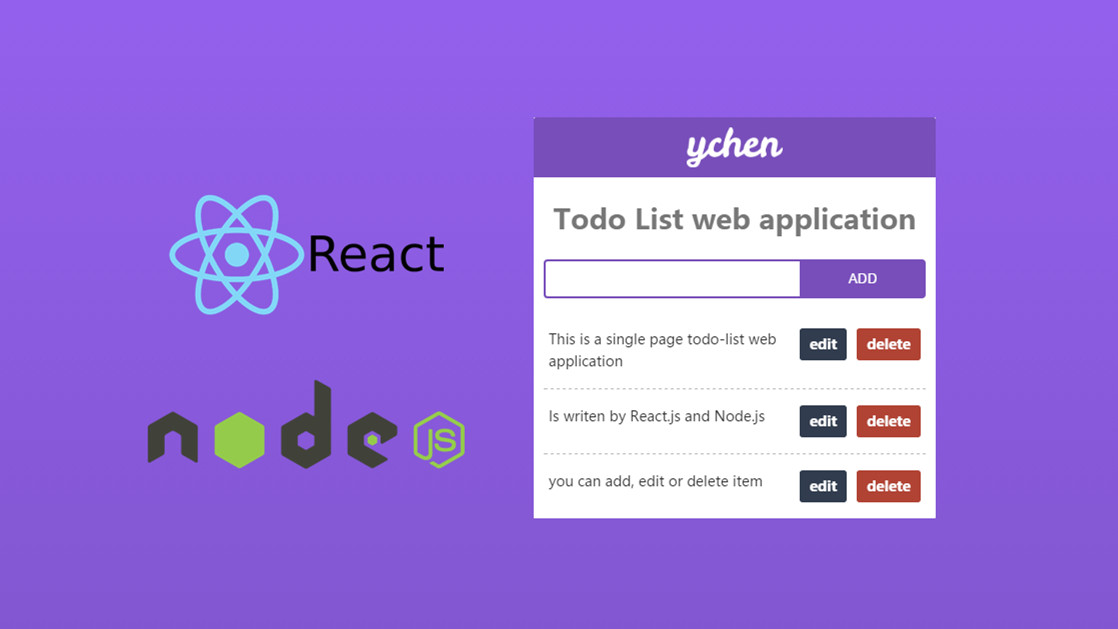 React
node
JS
ychen
Todo List web application
ADD
This is a single page todo-list web
application
edit
delete
Is writen by React.js and Node.js
edit
delete
you can add, edit or delete item
edit
delete